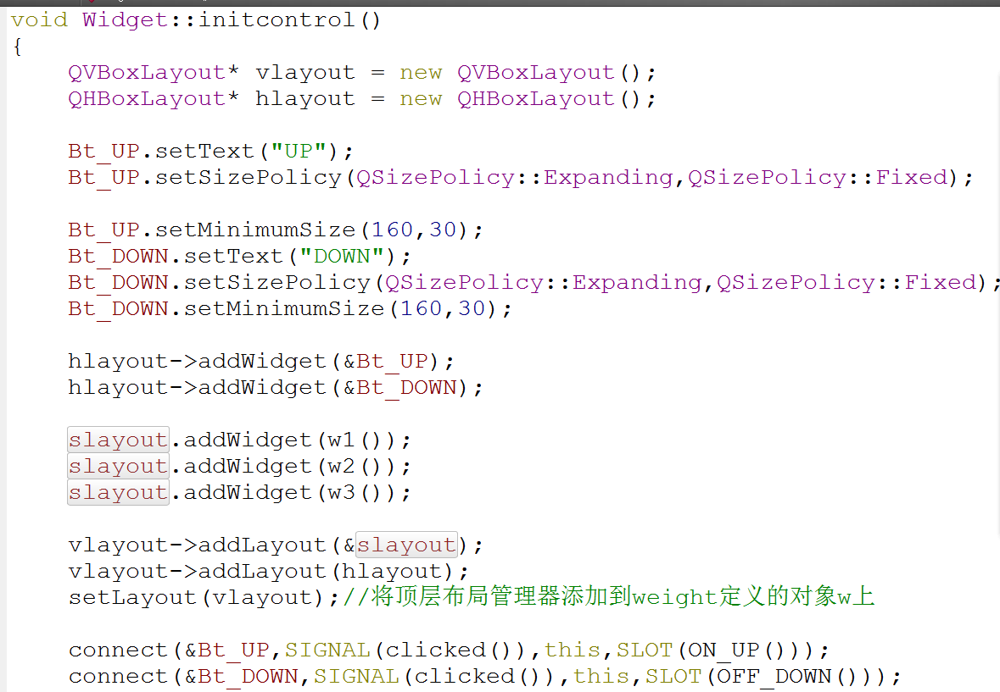 void Widget::initcontrol()
{
    QVBoxLayout* vlayout = new QVBoxLayout();
    QHBoxLayout* hlayout = new QHBoxLayout();

    Bt_UP.setText("UP");
    Bt_UP.setSizePolicy(QSizePolicy::Expanding,QSizePolicy::Fixed);

    Bt_UP.setMinimumSize(160,30);
    Bt_DOWN.setText("DOWN");
    Bt_DOWN.setSizePolicy(QSizePolicy::Expanding,QSizePolicy::Fixed);
    Bt_DOWN.setMinimumSize(160,30);

    hlayout->addWidget(&Bt_UP);
    hlayout->addWidget(&Bt_DOWN);

    slayout.addWidget(w1());
    slayout.addWidget(w2());
    slayout.addWidget(w3());

    vlayout->addLayout(&slayout);
    vlayout->addLayout(hlayout);
    setLayout(vlayout);//将顶层布局管理器添加到weight定义的对象w上

    connect(&Bt_UP,SIGNAL(clicked()),this,SLOT(ON_UP()));
    connect(&Bt_DOWN,SIGNAL(clicked()),this,SLOT(OFF_DOWN()));